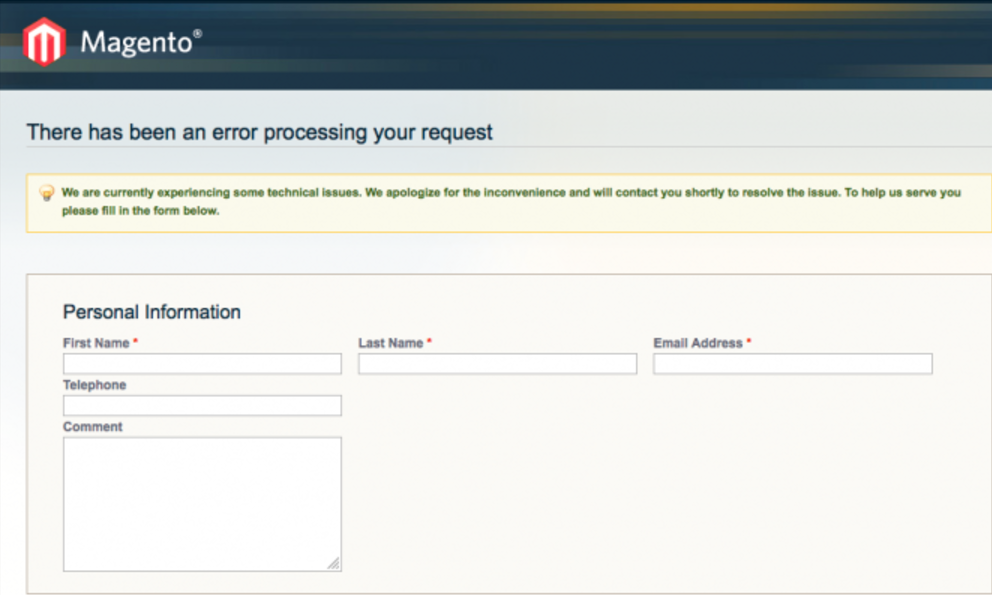 Magento®
There has been an error processing your request
We are currently experiencing some technical issues. We apologize for the inconvenience and will contact you shortly to resolve the issue. To help us serve you
please fill in the form below.
Personal Information
First Name *
Last Name *
Email Address *
Telephone
Comment